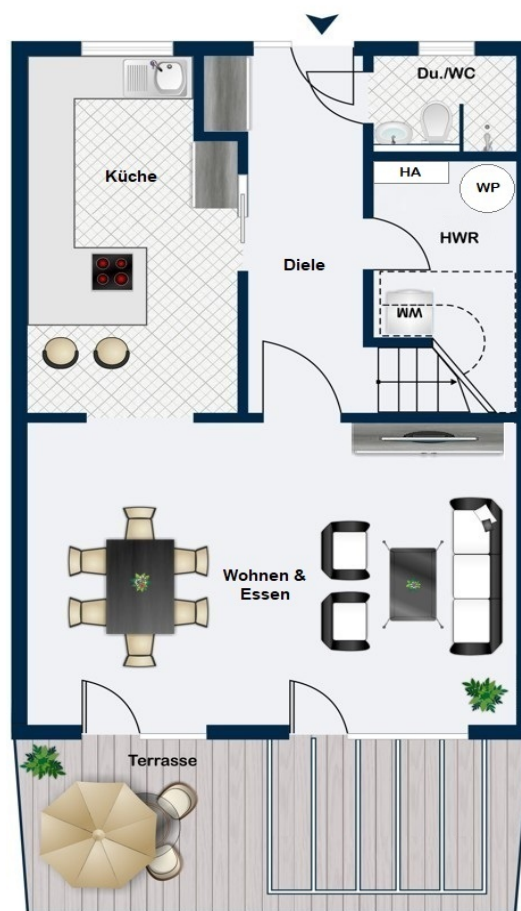 Du./WC
Küche
HA
WP
HWR
Diele
WM
Wohnen &
Essen
Terrasse